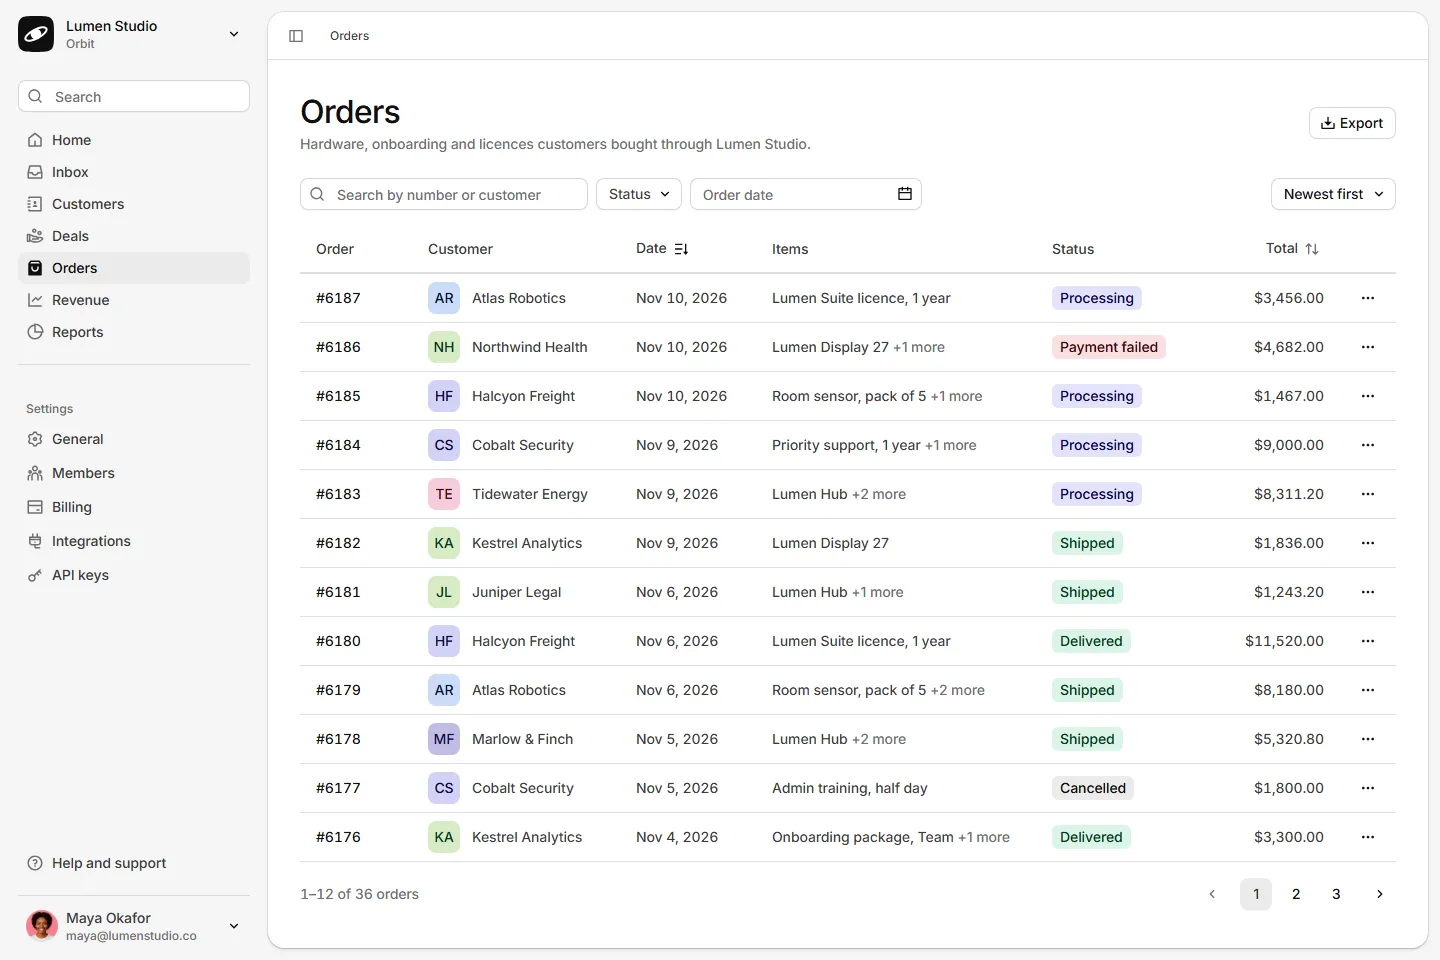 Lumen Studio
Orbit
Search
Home
Inbox
Customers
Deals
Orders
Revenue
Reports
Settings
General
Members
Billing
Integrations
API keys
Help and support
Maya Okafor
maya@lumenstudio.co
Orders
Orders
Hardware, onboarding and licences customers bought through Lumen Studio.
Export
Search by number or customer Status Order date Newest first
Order Customer Date Items Status Total
#6187 AR Atlas Robotics Nov 10, 2026 Lumen Suite licence, 1 year Processing $3,456.00
#6186 NH Northwind Health Nov 10, 2026 Lumen Display 27 +1 more Payment failed $4,682.00
#6185 HF Halcyon Freight Nov 10, 2026 Room sensor, pack of 5 +1 more Processing $1,467.00
#6184 CS Cobalt Security Nov 9, 2026 Priority support, 1 year +1 more Processing $9,000.00
#6183 TE Tidewater Energy Nov 9, 2026 Lumen Hub +2 more Processing $8,311.20
#6182 KA Kestrel Analytics Nov 9, 2026 Lumen Display 27 Shipped $1,836.00
#6181 JL Juniper Legal Nov 6, 2026 Lumen Hub +1 more Shipped $1,243.20
#6180 HF Halcyon Freight Nov 6, 2026 Lumen Suite licence, 1 year Delivered $11,520.00
#6179 AR Atlas Robotics Nov 6, 2026 Room sensor, pack of 5 +2 more Shipped $8,180.00
#6178 MF Marlow & Finch Nov 5, 2026 Lumen Hub +2 more Shipped $5,320.80
#6177 CS Cobalt Security Nov 5, 2026 Admin training, half day Cancelled $1,800.00
#6176 KA Kestrel Analytics Nov 4, 2026 Onboarding package, Team +1 more Delivered $3,300.00
1–12 of 36 orders 1 2 3